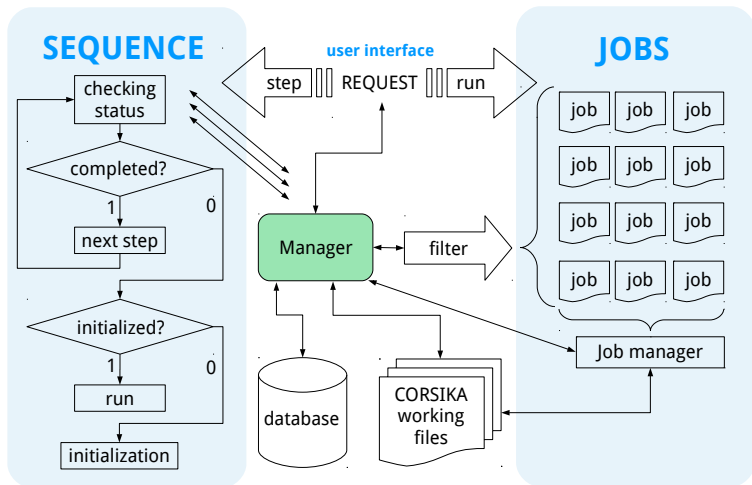 SEQUENCE
checking
status
completed?
1
0
next step
initialized?
1
0
run
initialization
user interface
step
REQUEST
run
Manager
filter
database
CORSIKA
working
files
JOBS
job job job
job job job
job job job
job job job
Job manager